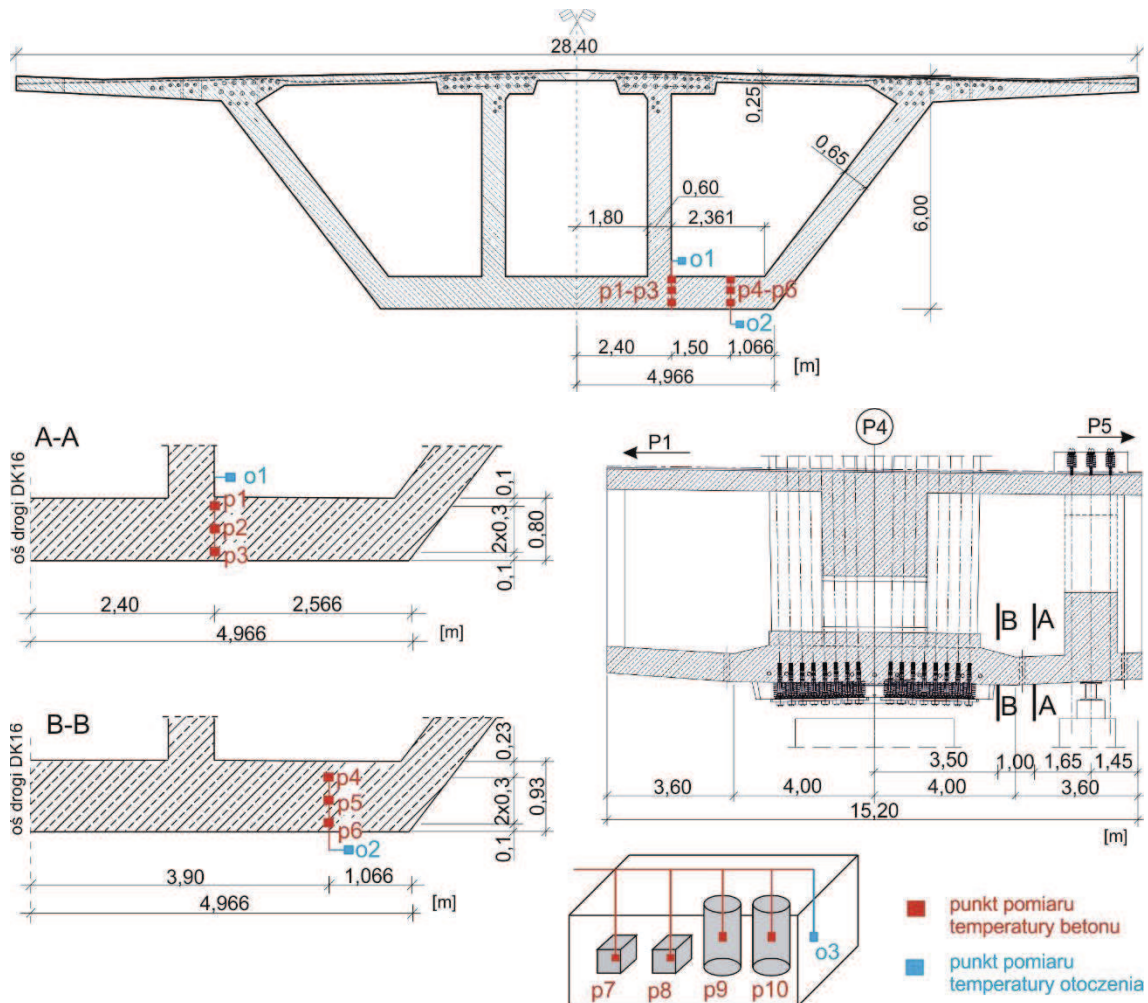 28,40
0,25
0,65
6,00
0,60
1,80
2,361
o1
p1-p3
p4-p6
o2
2,40
1,50
1,066
[m]
4,966
A-A
oś drogi DK16
o1
p1
p2
p3
0,1
2x0,3
0,1
0,80
2,40
2,566
[m]
4,966
B-B
oś drogi DK16
p4
p5
p6
o2
0,23
2x0,3
0,1
0,93
3,90
1,066
[m]
4,966
P1
P4
P5
B
A
B
A
3,50
1,00
1,65
1,45
3,60
4,00
4,00
3,60
15,20
[m]
p7
p8
p9
p10
o3
punkt pomiaru
temperatury betonu
punkt pomiaru
temperatury otoczenia